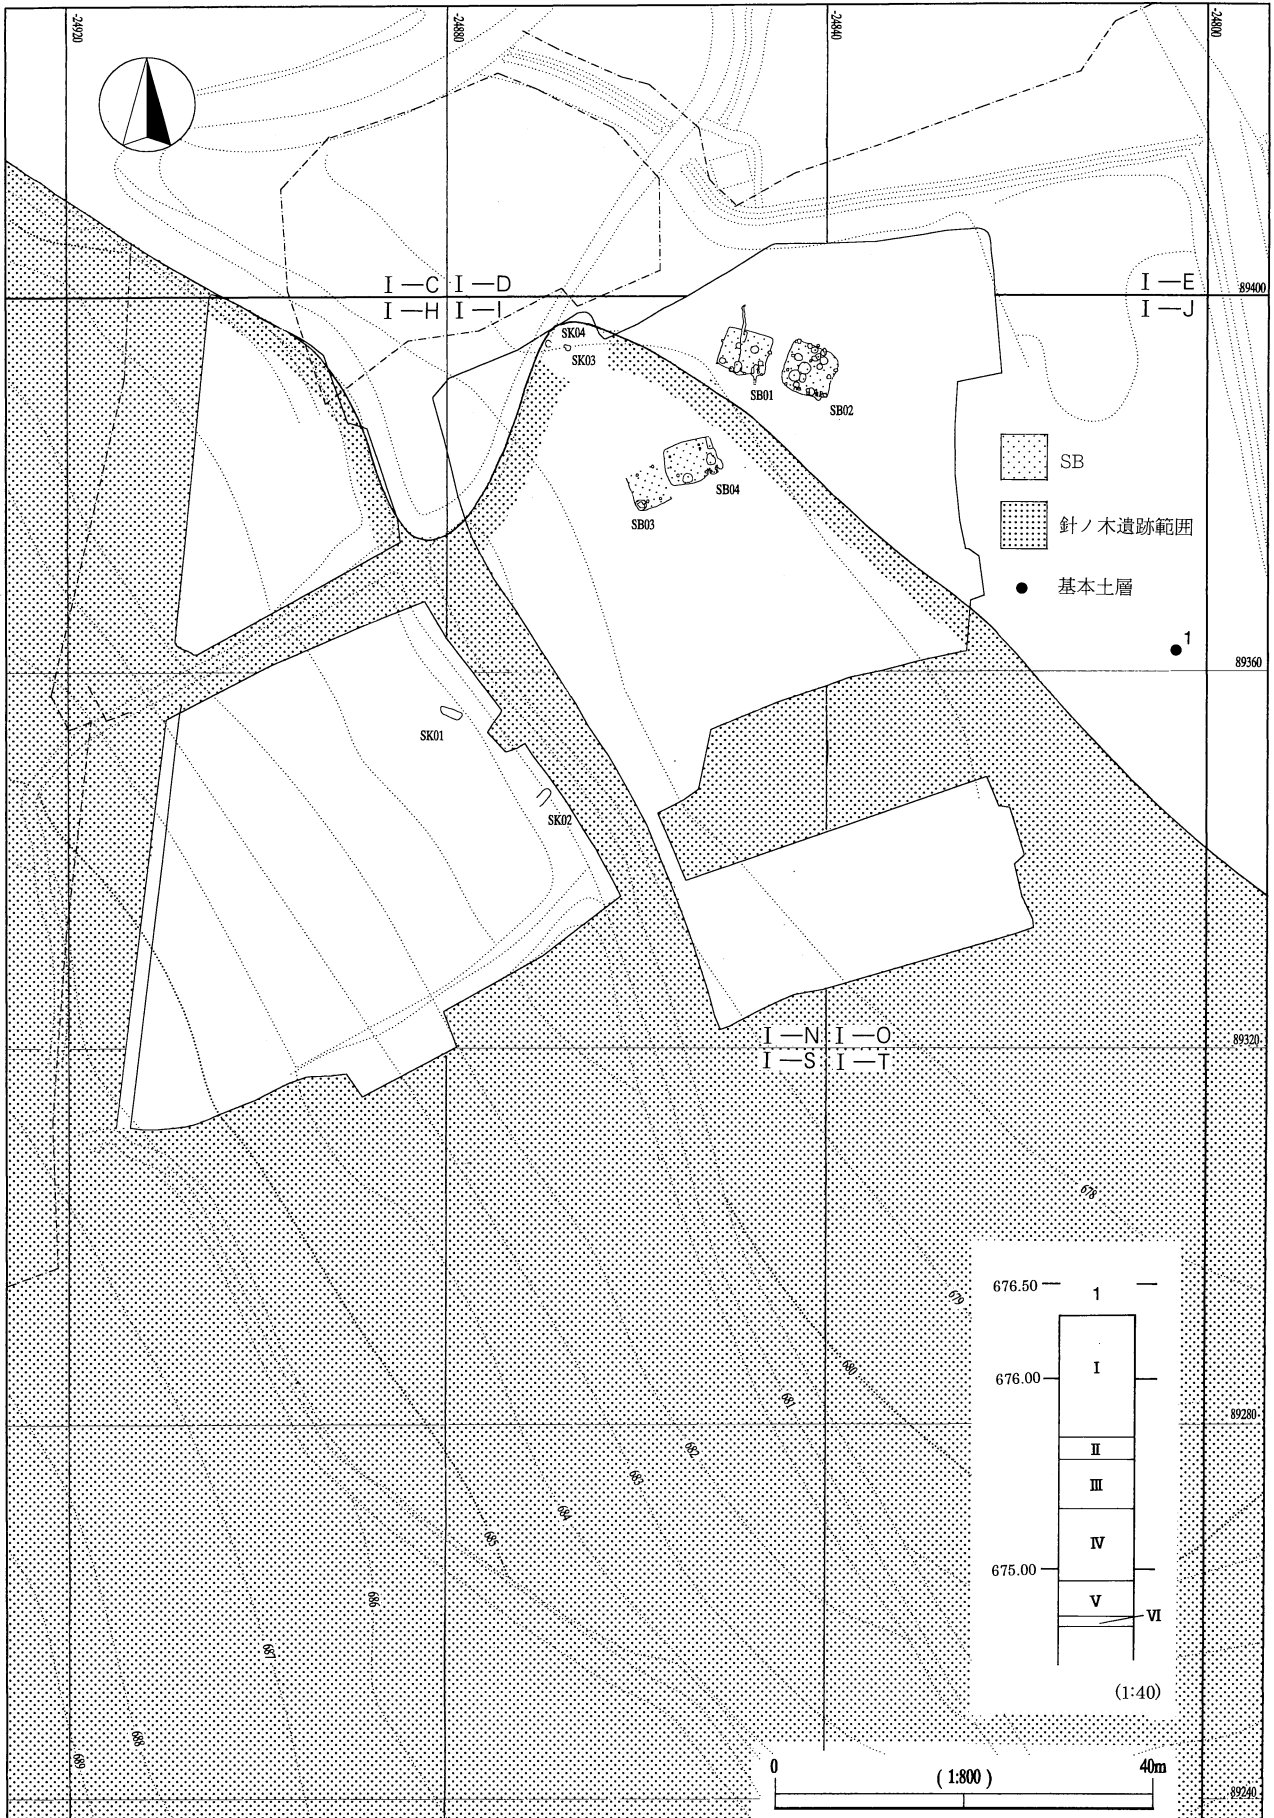 -24920
-24880
-24840
-24800
I—C I—D
I—H I—I
I—E
I—J
89400
SK04
SK03
SB01
SB02
SB
SB04
SB03
針ノ木遺跡範囲
基本土層
1
89360
SK01
SK02
I—N I—O
I—S I—T
89320
678
679
680
681
682
683
684
685
686
687
688
689
676.50
1
I
676.00
89280
II
III
IV
675.00
V
VI
(1:40)
0
(1:800)
40m
89240